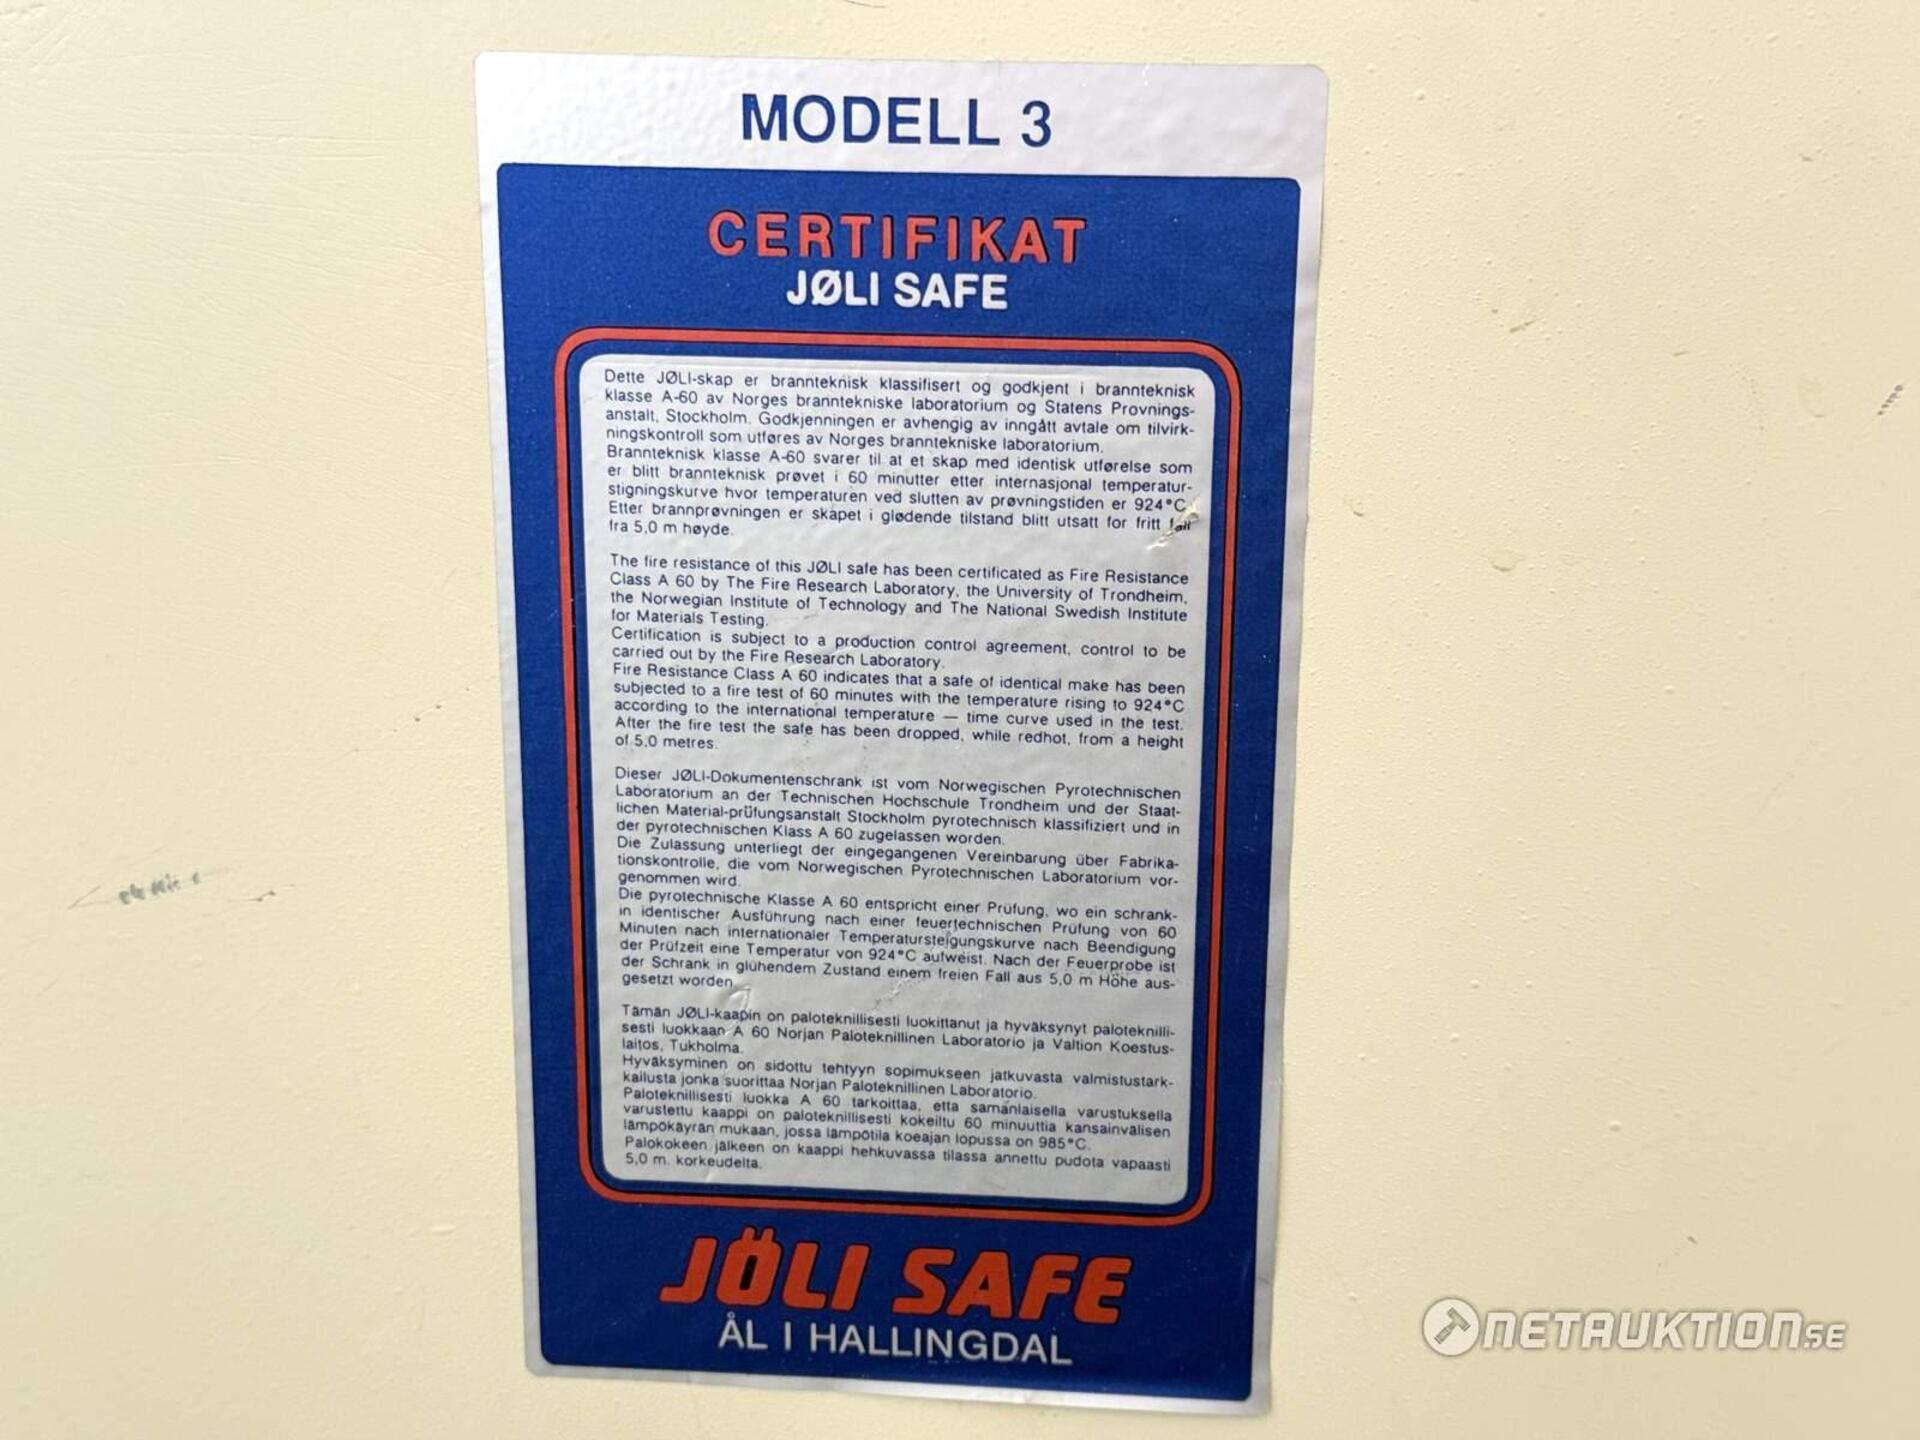 MODELL 3
CERTIFIKAT
JØLI SAFE
Dette JØLI-skap er brannteknisk klassifisert og godkjent i brannteknisk
klasse A-60 av Norges branntekniske laboratorium og Statens Provnings-
anstalt, Stockholm. Godkjenningen er avhengig av inngått avtale om tilvirk-
ningskontroll som utføres av Norges branntekniske laboratorium.
Brannteknisk klasse A-60 svarer til at et skap med identisk utførelse som
er blitt brannteknisk prøvet i 60 minutter etter internasjonal temperatur-
stigningskurve hvor temperaturen ved slutten av prøvningstiden er 924°C.
Etter brannprøvningen er skapet i glødende tilstand blitt utsatt for fritt fall
fra 5,0 m høyde.
The fire resistance of this JØLI safe has been certificated as Fire Resistance
Class A 60 by The Fire Research Laboratory, the University of Trondheim,
the Norwegian Institute of Technology and The National Swedish Institute
for Materials Testing.
Certification is subject to a production control agreement, control to be
carried out by the Fire Research Laboratory.
Fire Resistance Class A 60 indicates that a safe of identical make has been
subjected to a fire test of 60 minutes with the temperature rising to 924°C
according to the international temperature — time curve used in the test.
After the fire test the safe has been dropped, while redhot, from a height
of 5,0 metres.
Dieser JØLI-Dokumentenschrank ist vom Norwegischen Pyrotechnischen
Laboratorium an der Technischen Hochschule Trondheim und der Staat-
lichen Material-prüfungsanstalt Stockholm pyrotechnisch klassifiziert und in
der pyrotechnischen Klass A 60 zugelassen worden.
Die Zulassung unterliegt der eingegangenen Vereinbarung über Fabrika-
tionskontrolle, die vom Norwegischen Pyrotechnischen Laboratorium vor-
genommen wird.
Die pyrotechnische Klasse A 60 entspricht einer Prüfung, wo ein schrank-
in identischer Ausführung nach einer feuertechnischen Prüfung von 60
Minuten nach internationaler Temperatursteigungskurve nach Beendigung
der Prüfzeit eine Temperatur von 924°C aufweist. Nach der Feuerprobe ist
der Schrank in glühendem Zustand einem freien Fall aus 5,0 m Höhe aus-
gesetzt worden.
Tämän JØLI-kaapin on paloteknillisesti luokittanut ja hyväksynyt paloteknilli-
sesti luokkaan A 60 Norjan Paloteknillinen Laboratorio ja Valtion Koestus-
laitos, Tukholma.
Hyväksyminen on sidottu tehtyyn sopimukseen jatkuvasta valmistustark-
kailusta jonka suorittaa Norjan Paloteknillinen Laboratorio.
Paloteknillisesti luokka A 60 tarkoittaa, etta samanlaisella varustuksella
varustettu kaappi on paloteknillisesti kokeiltu 60 minuuttia kansainvälisen
lämpökäyrän mukaan, jossa lämpötila koeajan lopussa on 985°C.
Palokokeen jälkeen on kaappi hehkuvassa tilassa annettu pudota vapaasti
5,0 m. korkeudelta.
JÖLI SAFE
ÅL I HALLINGDAL
NETAUKTION.SE